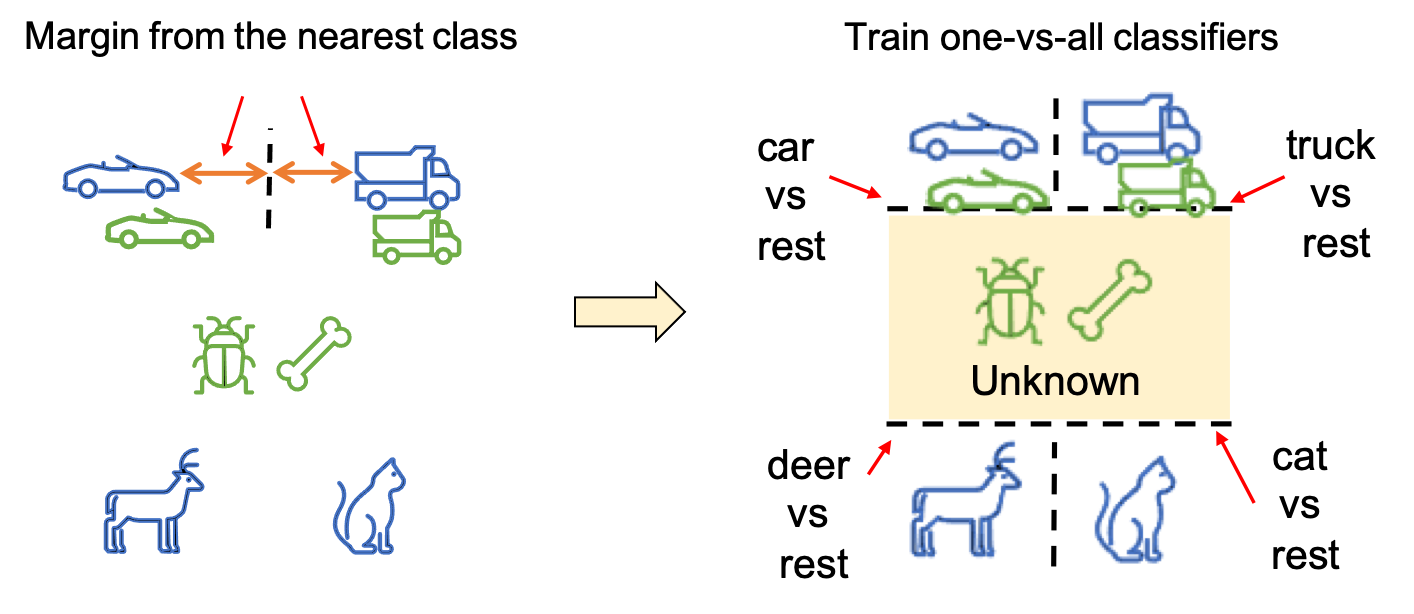 Margin from the nearest class
Train one-vs-all classifiers
car
vs
rest
truck
vs
rest
Unknown
deer
vs
rest
cat
vs
rest